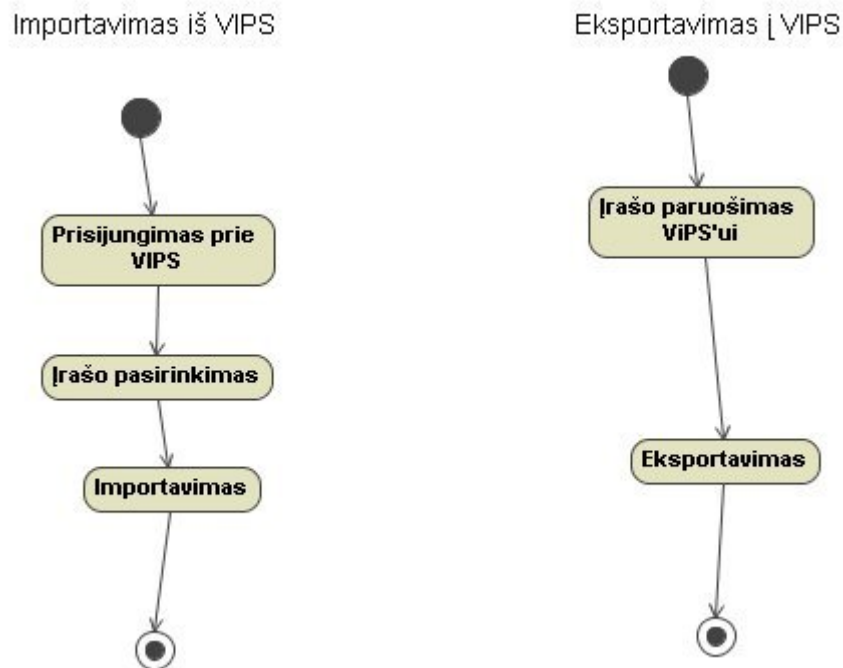 Importavimas iš VIPS
Prisijungimas prie
VIPS
Įrašo pasirinkimas
Importavimas
Eksportavimas į VIPS
Įrašo paruošimas
ViPS'ui
Eksportavimas